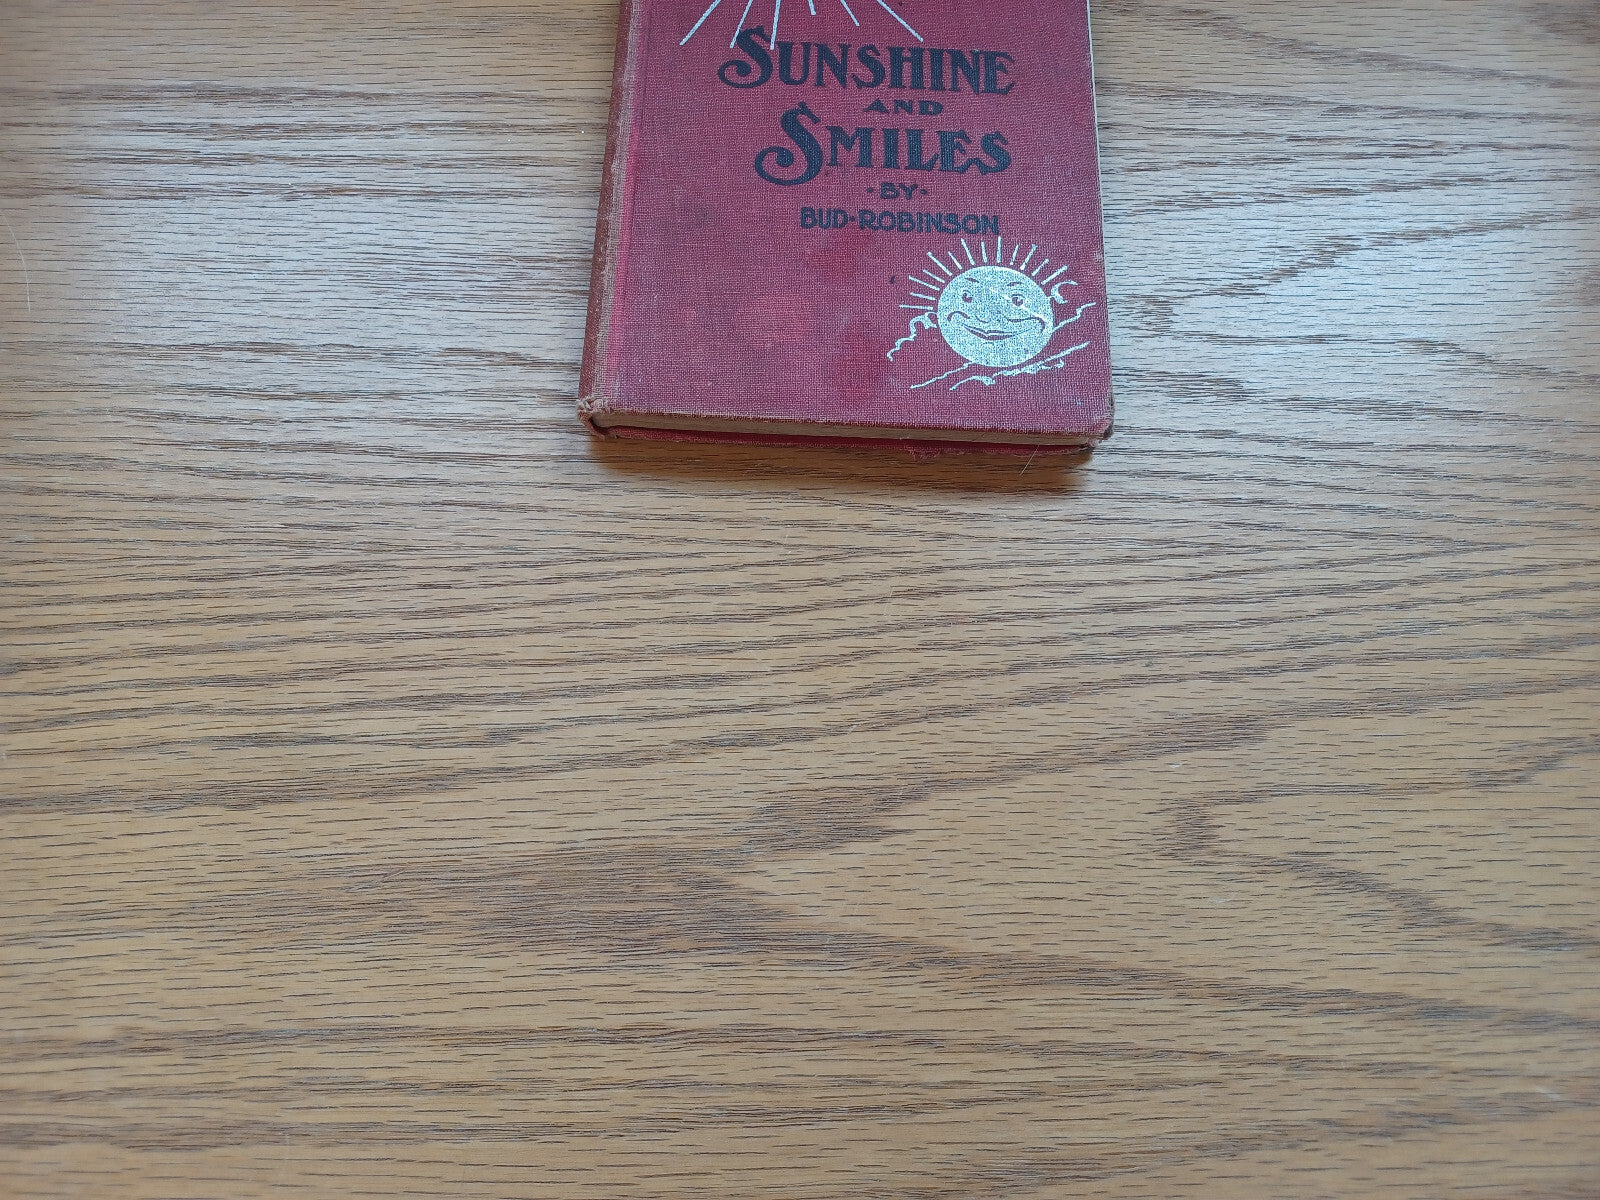 SUNSHINE
AND
SMILES
·BY·
BUD·ROBINSON